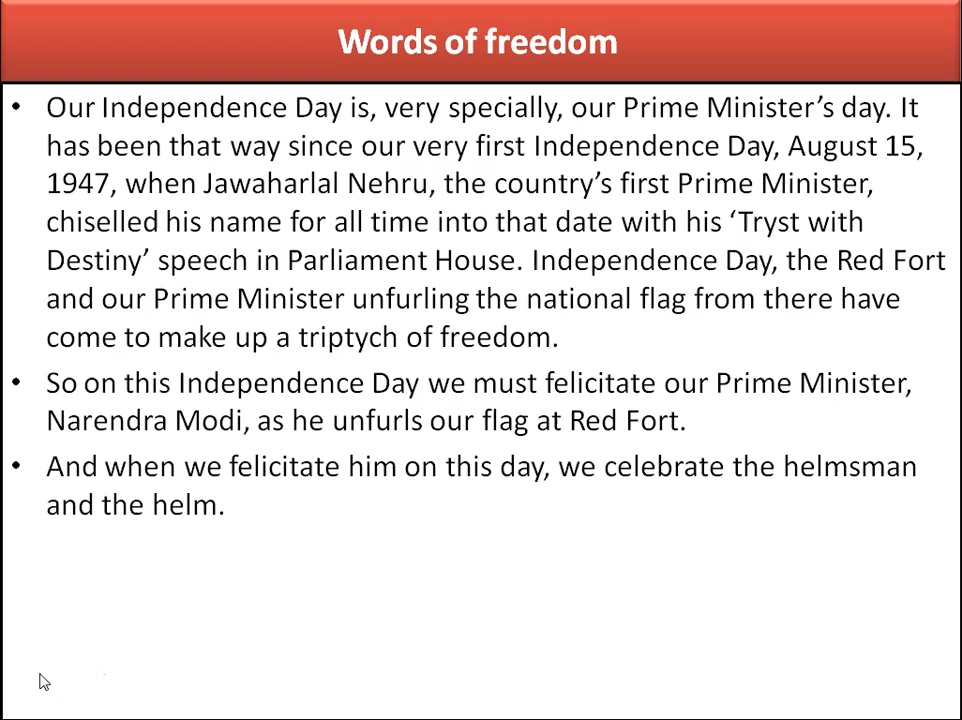 Words of freedom
• Our Independence Day is, very specially, our Prime Minister’s day. It
has been that way since our very first Independence Day, August 15,
1947, when Jawaharlal Nehru, the country’s first Prime Minister,
chiselled his name for all time into that date with his ‘Tryst with
Destiny’ speech in Parliament House. Independence Day, the Red Fort
and our Prime Minister unfurling the national flag from there have
come to make up a triptych of freedom.
• So on this Independence Day we must felicitate our Prime Minister,
Narendra Modi, as he unfurls our flag at Red Fort.
• And when we felicitate him on this day, we celebrate the helmsman
and the helm.